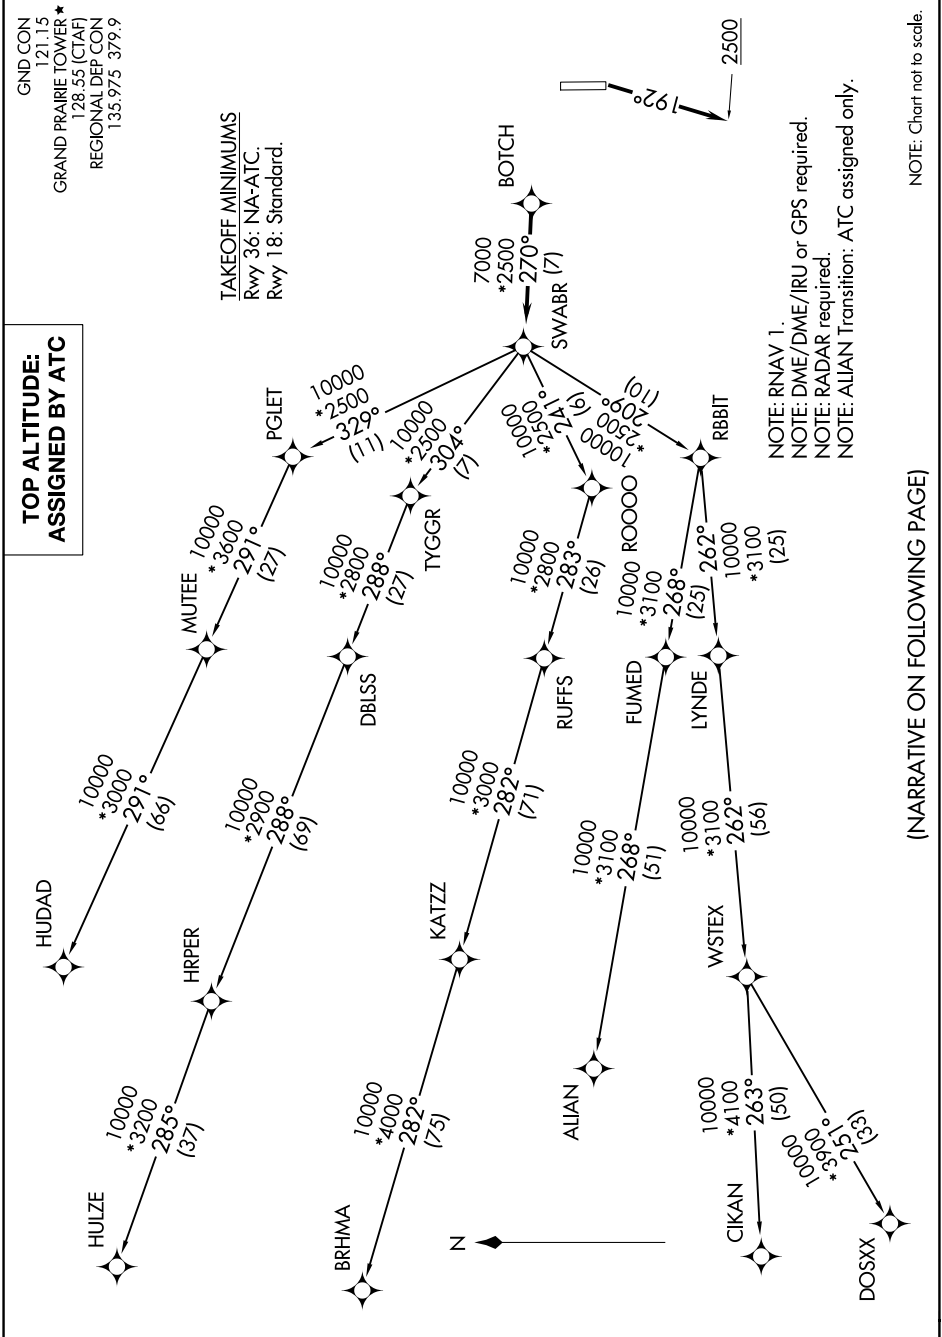 TOP ALTITUDE:
ASSIGNED BY ATC
GND CON
121.15
GRAND PRAIRIE TOWER★
128.55 (CTAF)
REGIONAL DEP CON
135.975 379.9
TAKEOFF MINIMUMS
Rwy 36: NA-ATC.
Rwy 18: Standard.
HULZE
10000
*3200
285°
(37)
HRPER
10000
*2900
288°
(69)
DBLSS
10000
*2800
288°
(27)
TYGGR
10000
*2500
304°
(7)
HUDAD
10000
*3000
291°
(66)
MUTEE
10000
*3600
291°
(27)
PGLET
10000
*2500
329°
(11)
BOTCH
7000
*2500
270°
(7)
SWABR
192°
2500
BRHMA
10000
*4000
282°
(75)
KATZZ
10000
*3000
282°
(71)
RUFFS
10000
*2800
283°
(26)
ROOOO
10000
*2500
241°
(6)
N
ALIAN
10000
*3100
268°
(51)
FUMED
10000
*3100
268°
(25)
RBBIT
10000
*2500
209°
(10)
CIKAN
10000
*4100
263°
(50)
WSTEX
10000
*3100
262°
(56)
LYNDE
262°
10000
*3100
(25)
DOSXX
10000
*3900
251°
(33)
NOTE: RNAV 1.
NOTE: DME/DME/IRU or GPS required.
NOTE: RADAR required.
NOTE: ALIAN Transition: ATC assigned only.
(NARRATIVE ON FOLLOWING PAGE)
NOTE: Chart not to scale.